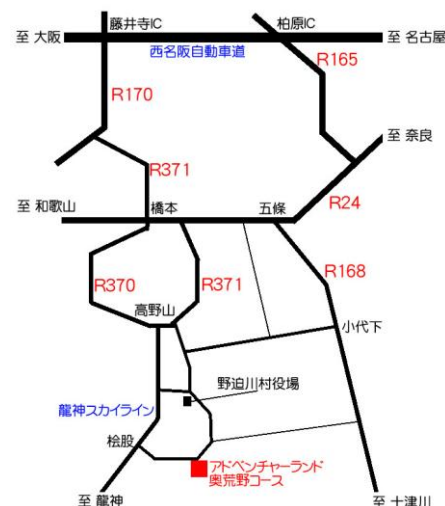 藤井寺IC
柏原IC
至 大阪
至 名古屋
西名阪自動車道
R165
R170
至 奈良
R371
R24
至 和歌山
橋本
五條
R370
R371
R168
高野山
小代下
野迫川村役場
龍神スカイライン
桧股
アドベンチャーランド
奥荒野コース
至 龍神
至 十津川